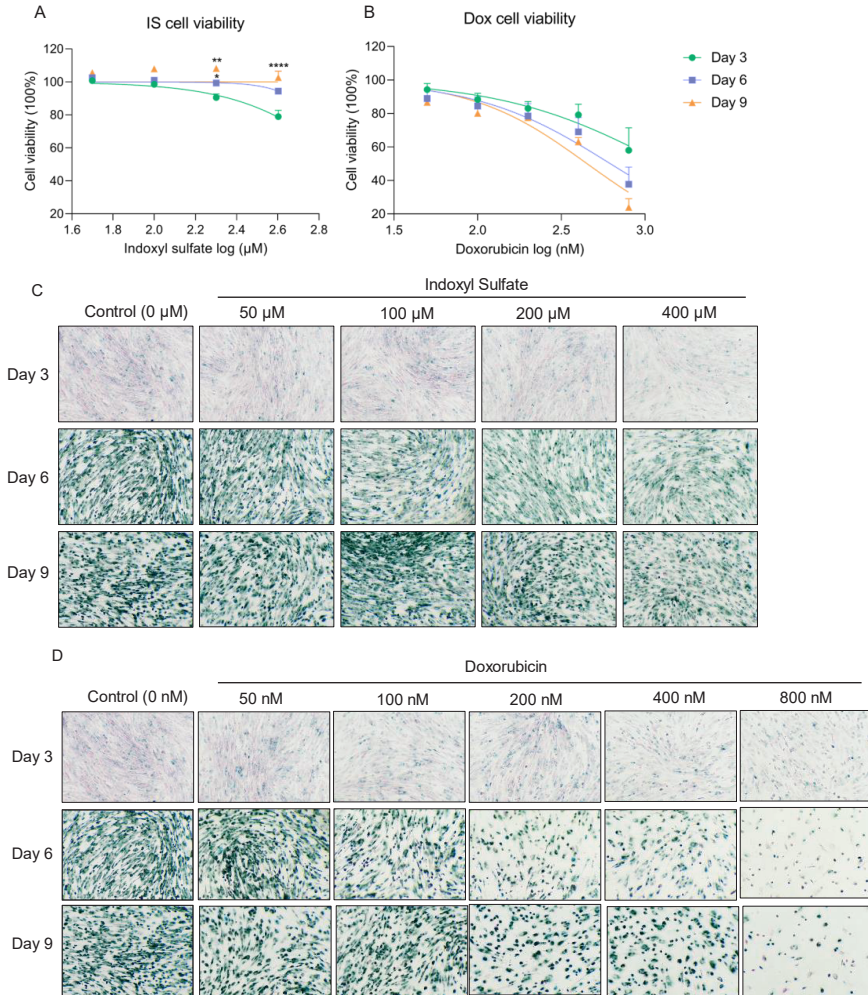 A
IS cell viability
Cell viability (100%)
120
100
80
60
40
20
**
*
****
1.6 1.8 2.0 2.2 2.4 2.6 2.8
Indoxyl sulfate log (µM)
B
Dox cell viability
Cell viability (100%)
120
100
80
60
40
20
1.5 2.0 2.5 3.0
Doxorubicin log (nM)
Day 3
Day 6
Day 9
C
Indoxyl Sulfate
Control (0 µM) 50 µM 100 µM 200 µM 400 µM
Day 3
Day 6
Day 9
D
Doxorubicin
Control (0 nM) 50 nM 100 nM 200 nM 400 nM 800 nM
Day 3
Day 6
Day 9